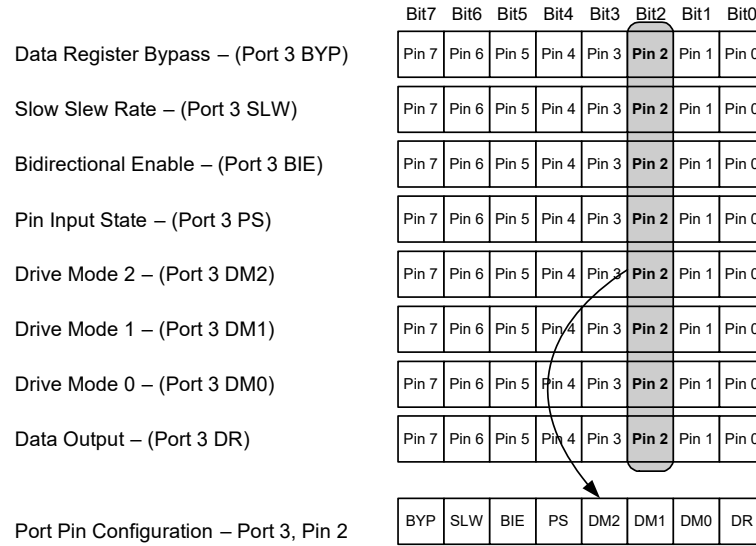 Bit7 Bit6 Bit5 Bit4 Bit3 Bit2 Bit1 Bit0
Data Register Bypass – (Port 3 BYP) Pin 7 Pin 6 Pin 5 Pin 4 Pin 3 Pin 2 Pin 1 Pin 0
Slow Slew Rate – (Port 3 SLW) Pin 7 Pin 6 Pin 5 Pin 4 Pin 3 Pin 2 Pin 1 Pin 0
Bidirectional Enable – (Port 3 BIE) Pin 7 Pin 6 Pin 5 Pin 4 Pin 3 Pin 2 Pin 1 Pin 0
Pin Input State – (Port 3 PS) Pin 7 Pin 6 Pin 5 Pin 4 Pin 3 Pin 2 Pin 1 Pin 0
Drive Mode 2 – (Port 3 DM2) Pin 7 Pin 6 Pin 5 Pin 4 Pin 3 Pin 2 Pin 1 Pin 0
Drive Mode 1 – (Port 3 DM1) Pin 7 Pin 6 Pin 5 Pin 4 Pin 3 Pin 2 Pin 1 Pin 0
Drive Mode 0 – (Port 3 DM0) Pin 7 Pin 6 Pin 5 Pin 4 Pin 3 Pin 2 Pin 1 Pin 0
Data Output – (Port 3 DR) Pin 7 Pin 6 Pin 5 Pin 4 Pin 3 Pin 2 Pin 1 Pin 0
Port Pin Configuration – Port 3, Pin 2 BYP SLW BIE PS DM2 DM1 DM0 DR